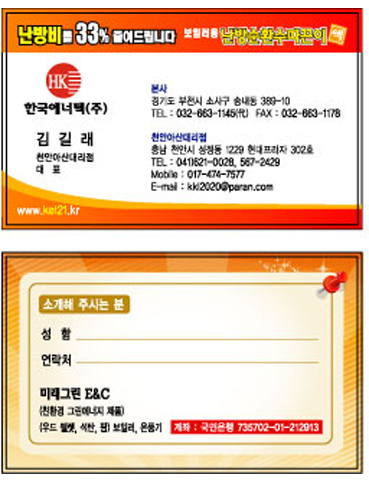 난방비를 33% 줄여드립니다 보일러용 난방순환수마끈이 텍
HK
한국에너텍(주)
김 길 래
천안아산대리점
대 표
본사
경기도 부천시 소사구 송내동 389-10
TEL : 032-663-1145(代) FAX : 032-663-1178
천안아산대리점
충남 천안시 성정동 1229 현대프라자 302호
TEL : 041)621-0028, 567-2429
Mobile : 017-474-7577
E-mail : kkl2020@paran.com
www.ket21.kr
소개해 주시는 분
성 함
연락처
미래그린 E&C
(친환경 그린에너지 제품)
(우드 펠렛, 석탄, 팜) 보일러, 온풍기
계좌 : 국민은행 735702-01-212913